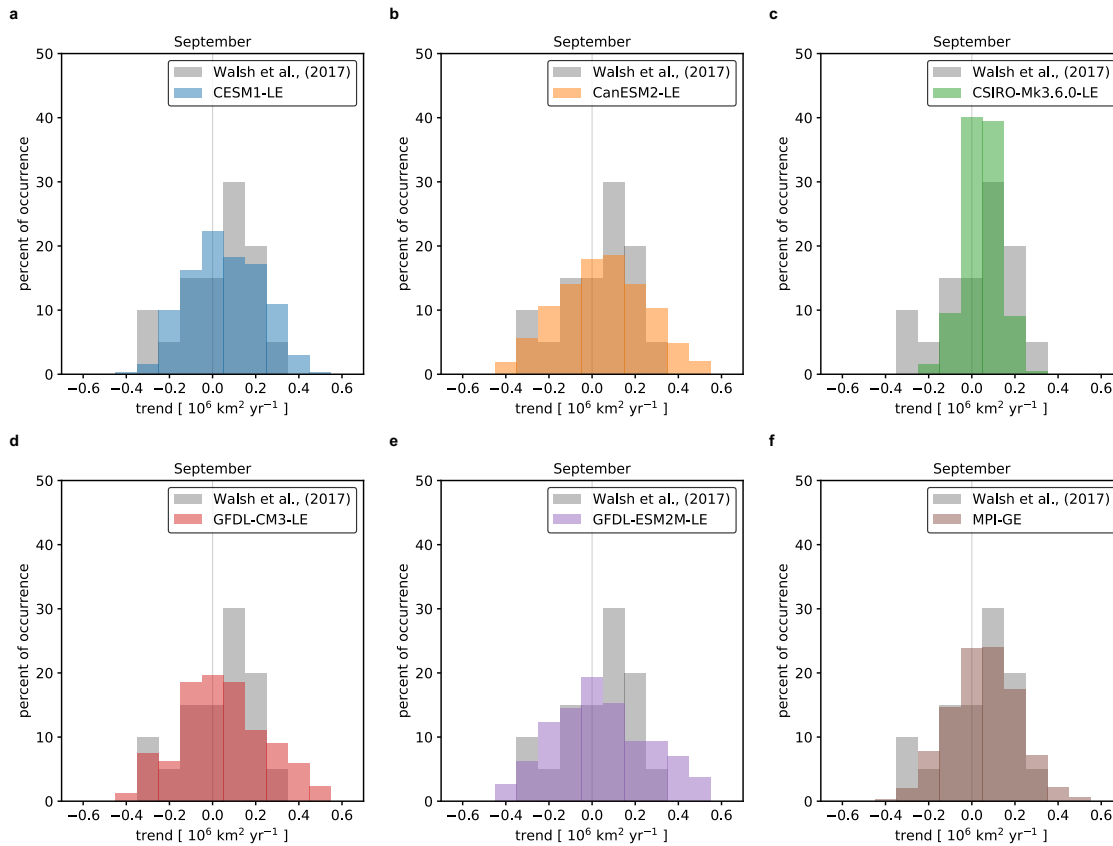 a
September
Walsh et al., (2017)
CESM1-LE
percent of occurrence
50
40
30
20
10
0
−0.6 −0.4 −0.2 0.0 0.2 0.4 0.6
trend [ 10⁶ km² yr⁻¹ ]
b
September
Walsh et al., (2017)
CanESM2-LE
percent of occurrence
50
40
30
20
10
0
−0.6 −0.4 −0.2 0.0 0.2 0.4 0.6
trend [ 10⁶ km² yr⁻¹ ]
c
September
Walsh et al., (2017)
CSIRO-Mk3.6.0-LE
percent of occurrence
50
40
30
20
10
0
−0.6 −0.4 −0.2 0.0 0.2 0.4 0.6
trend [ 10⁶ km² yr⁻¹ ]
d
September
Walsh et al., (2017)
GFDL-CM3-LE
percent of occurrence
50
40
30
20
10
0
−0.6 −0.4 −0.2 0.0 0.2 0.4 0.6
trend [ 10⁶ km² yr⁻¹ ]
e
September
Walsh et al., (2017)
GFDL-ESM2M-LE
percent of occurrence
50
40
30
20
10
0
−0.6 −0.4 −0.2 0.0 0.2 0.4 0.6
trend [ 10⁶ km² yr⁻¹ ]
f
September
Walsh et al., (2017)
MPI-GE
percent of occurrence
50
40
30
20
10
0
−0.6 −0.4 −0.2 0.0 0.2 0.4 0.6
trend [ 10⁶ km² yr⁻¹ ]